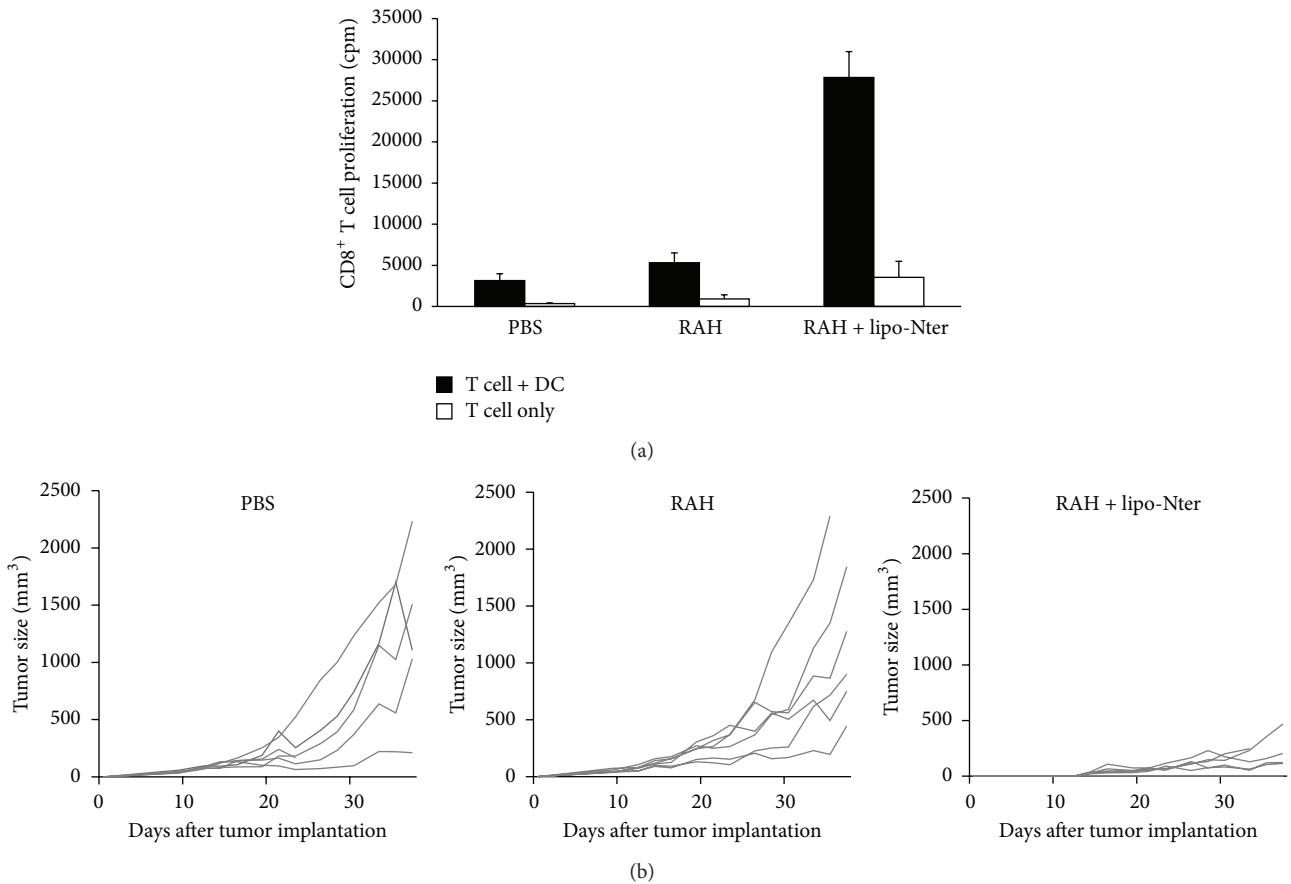 35000
30000
25000
20000
15000
10000
5000
0
CD8⁺ T cell proliferation (cpm)
PBS
RAH
RAH + lipo-Nter
T cell + DC
T cell only
(a)
2500
2000
1500
1000
500
0
Tumor size (mm³)
PBS
0 10 20 30
Days after tumor implantation
2500
2000
1500
1000
500
0
Tumor size (mm³)
RAH
0 10 20 30
Days after tumor implantation
2500
2000
1500
1000
500
0
Tumor size (mm³)
RAH + lipo-Nter
0 10 20 30
Days after tumor implantation
(b)